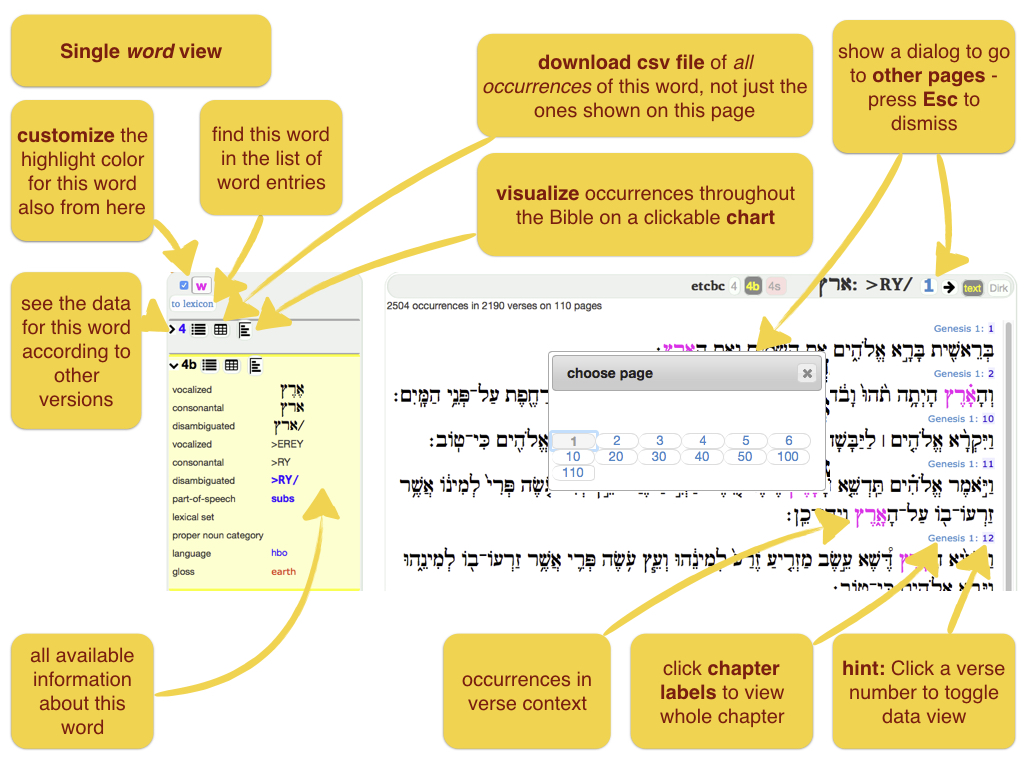 Single word view
customize the
highlight color
for this word
also from here
find this word
in the list of
word entries
download csv file of all
occurrences of this word, not just the
ones shown on this page
visualize occurrences throughout
the Bible on a clickable chart
show a dialog to go
to other pages -
press Esc to
dismiss
see the data
for this word
according to
other
versions
w
to lexicon
4
4b
vocalized אֶרֶץ
consonantal ארץ
disambiguated ארץ/
vocalized >EREY
consonantal >RY
disambiguated >RY/
part-of-speech subs
lexical set
proper noun category
language hbo
gloss earth
etcbc 4 4b 4s ארץ: >RY/ 1 text Dirk
2504 occurrences in 2190 verses on 110 pages
Genesis 1: 1
בְּרֵאשִׁ֖ית בָּרָ֣א אֱלֹהִ֑ים אֵ֥ת הַשָּׁמַ֖יִם וְאֵ֥ת הָאָֽרֶץ׃
Genesis 1: 2
וְהָאָ֗רֶץ הָיְתָ֥ה תֹ֙הוּ֙ וָבֹ֔הוּ מְרַחֶ֖פֶת עַל־פְּנֵ֥י הַמָּֽיִם׃
Genesis 1: 10
וַיִּקְרָ֨א אֱלֹהִ֤ים ׀ לַיַּבָּשָׁה֙ אֱלֹהִ֖ים כִּי־טֽוֹב׃
Genesis 1: 11
וַיֹּ֣אמֶר אֱלֹהִ֗ים תַּֽדְשֵׁ֤א הָאָ֙רֶץ֙ עֹ֤שֶׂה פְּרִי֙ לְמִינ֔וֹ אֲשֶׁ֥ר
זַרְעוֹ־ב֖וֹ עַל־הָאָ֑רֶץ וַֽיְהִי־כֵֽן׃
Genesis 1: 12
הָאָ֜רֶץ דֶּ֠שֶׁא עֵ֣שֶׂב מַזְרִ֤יעַ זֶ֙רַע֙ לְמִינֵ֔הוּ וְעֵ֧ץ עֹֽשֶׂה פְּרִ֛י אֲשֶׁ֥ר זַרְעוֹ־ב֖וֹ לְמִינֵ֑הוּ
וַיַּ֥רְא אֱלֹהִ֖ים כִּי־טֽוֹב׃
choose page
1 2 3 4 5 6
10 20 30 40 50 100
110
all available
information
about this
word
occurrences in
verse context
click chapter
labels to view
whole chapter
hint: Click a verse
number to toggle
data view